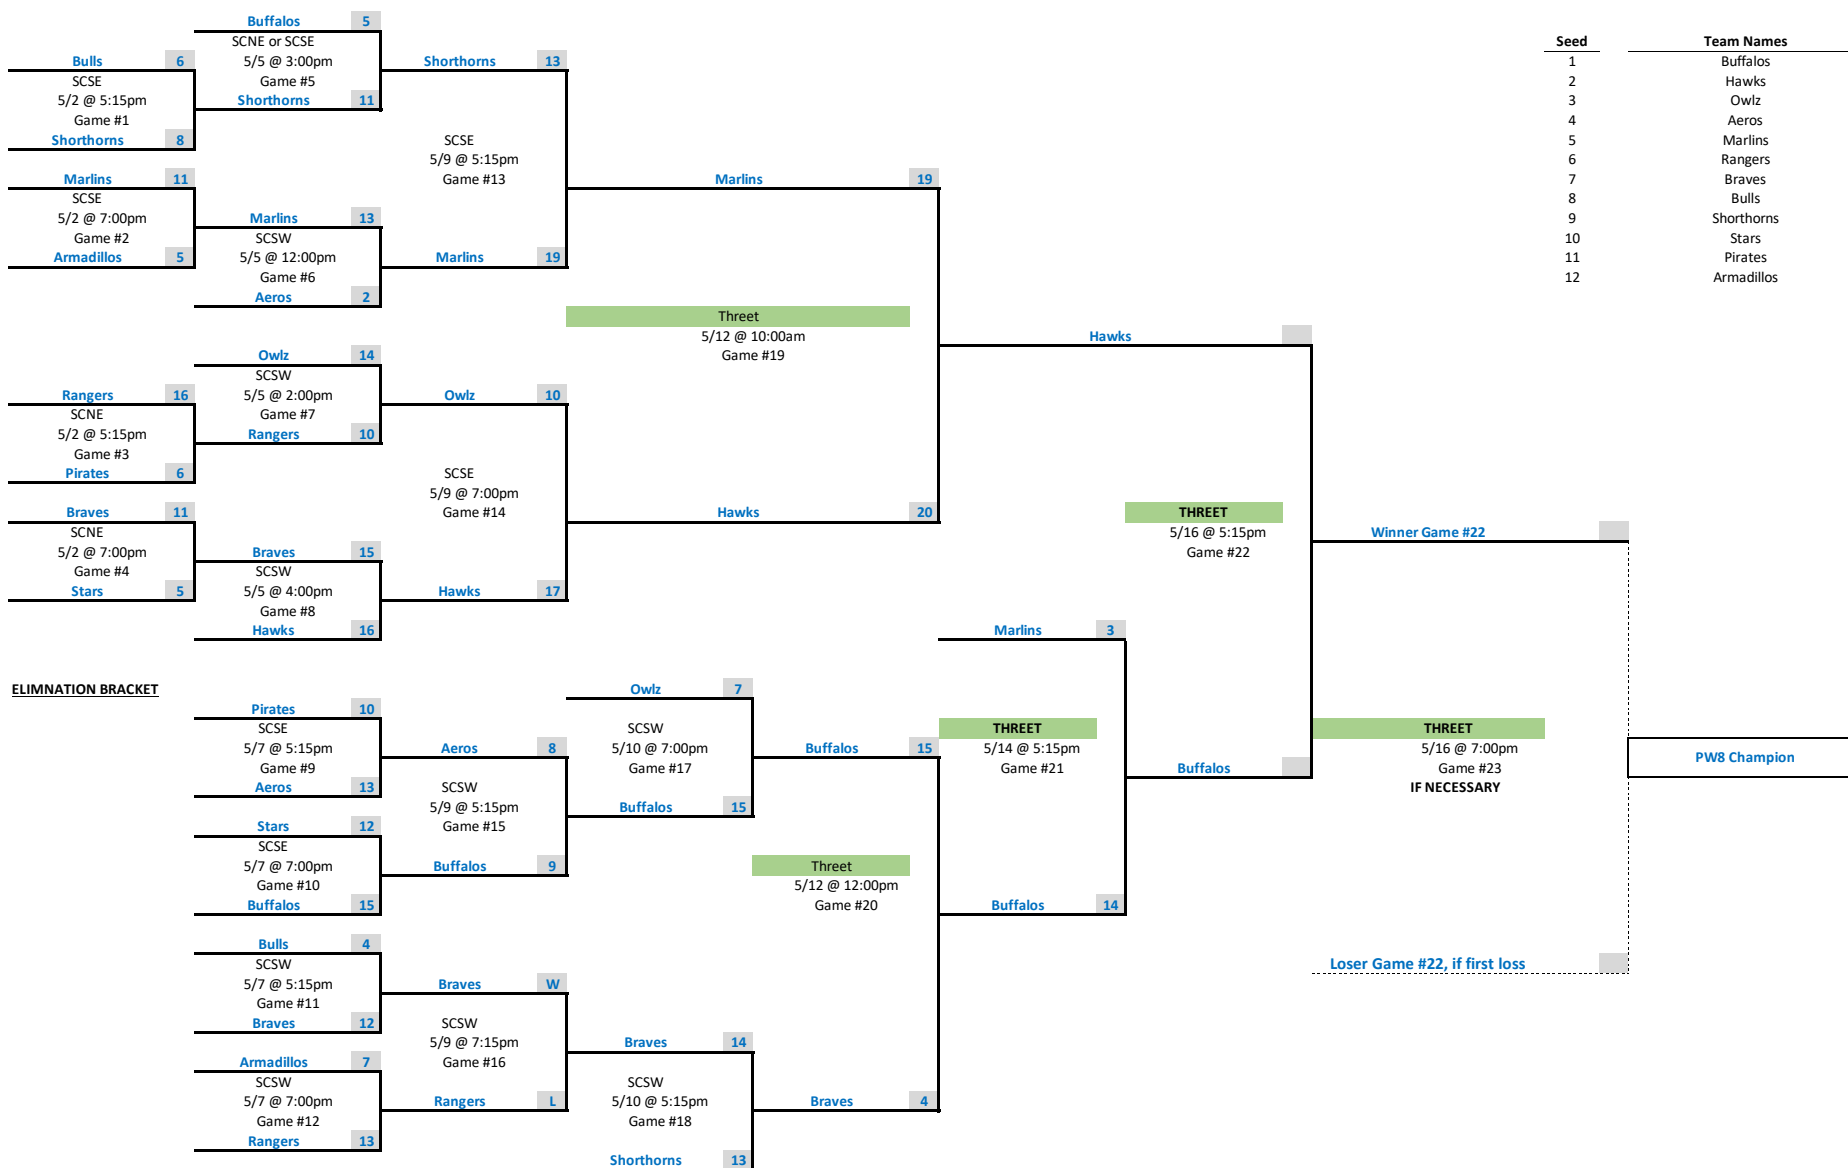 Buffalos 5
SCNE or SCSE
5/5 @ 3:00pm
Game #5
Shorthorns 11
Bulls 6
SCSE
5/2 @ 5:15pm
Game #1
Shorthorns 8
Marlins 11
SCSE
5/2 @ 7:00pm
Game #2
Armadillos 5
Marlins 13
SCSW
5/5 @ 12:00pm
Game #6
Aeros 2
Shorthorns 13
SCSE
5/9 @ 5:15pm
Game #13
Marlins 19
Owlz 14
SCSW
5/5 @ 2:00pm
Game #7
Rangers 10
Rangers 16
SCNE
5/2 @ 5:15pm
Game #3
Pirates 6
Braves 11
SCNE
5/2 @ 7:00pm
Game #4
Stars 5
Braves 15
SCSW
5/5 @ 4:00pm
Game #8
Hawks 16
Owlz 10
SCSE
5/9 @ 7:00pm
Game #14
Hawks 17
Marlins 19
Threet
5/12 @ 10:00am
Game #19
Hawks 20
Hawks
THREET
5/16 @ 5:15pm
Game #22
Buffalos
Winner Game #22
THREET
5/16 @ 7:00pm
Game #23
IF NECESSARY
Loser Game #22, if first loss
PW8 Champion
Seed Team Names
1 Buffalos
2 Hawks
3 Owlz
4 Aeros
5 Marlins
6 Rangers
7 Braves
8 Bulls
9 Shorthorns
10 Stars
11 Pirates
12 Armadillos
ELIMNATION BRACKET
Pirates 10
SCSE
5/7 @ 5:15pm
Game #9
Aeros 13
Stars 12
SCSE
5/7 @ 7:00pm
Game #10
Buffalos 15
Aeros 8
SCSW
5/9 @ 5:15pm
Game #15
Buffalos 9
Owlz 7
SCSW
5/10 @ 7:00pm
Game #17
Buffalos 15
Bulls 4
SCSW
5/7 @ 5:15pm
Game #11
Braves 12
Armadillos 7
SCSW
5/7 @ 7:00pm
Game #12
Rangers 13
Braves W
SCSW
5/9 @ 7:15pm
Game #16
Rangers L
Braves 14
SCSW
5/10 @ 5:15pm
Game #18
Shorthorns 13
Buffalos 15
Threet
5/12 @ 12:00pm
Game #20
Braves 4
Marlins 3
THREET
5/14 @ 5:15pm
Game #21
Buffalos 14